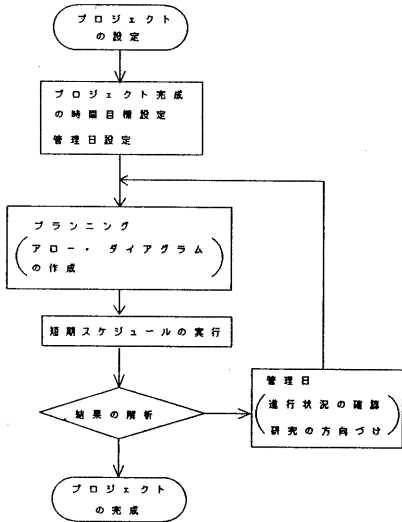 プロジェクト
の設定
プロジェクト完成
の時間目標設定
管理日設定
プランニング
(アロー・ダイアグラム
の作成)
短期スケジュールの実行
結果の解析
管理日
(進行状況の確認
研究の方向づけ)
プロジェクト
の完成